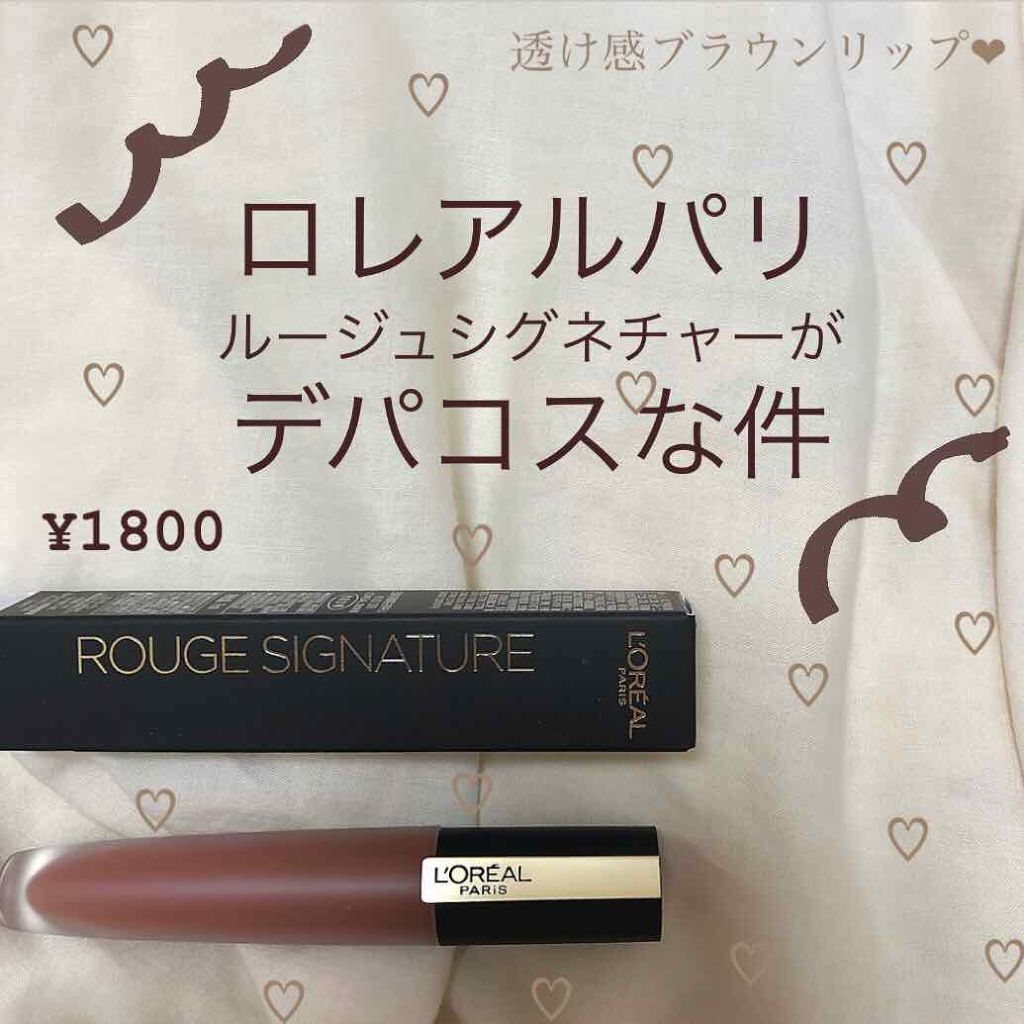 透け感ブラウンリップ❤
ロレアルパリ
ルージュシグネチャーが
デパコスな件
¥1800
ROUGE SIGNATURE
L'ORÉAL
PARIS
L'ORÉAL
PARIS